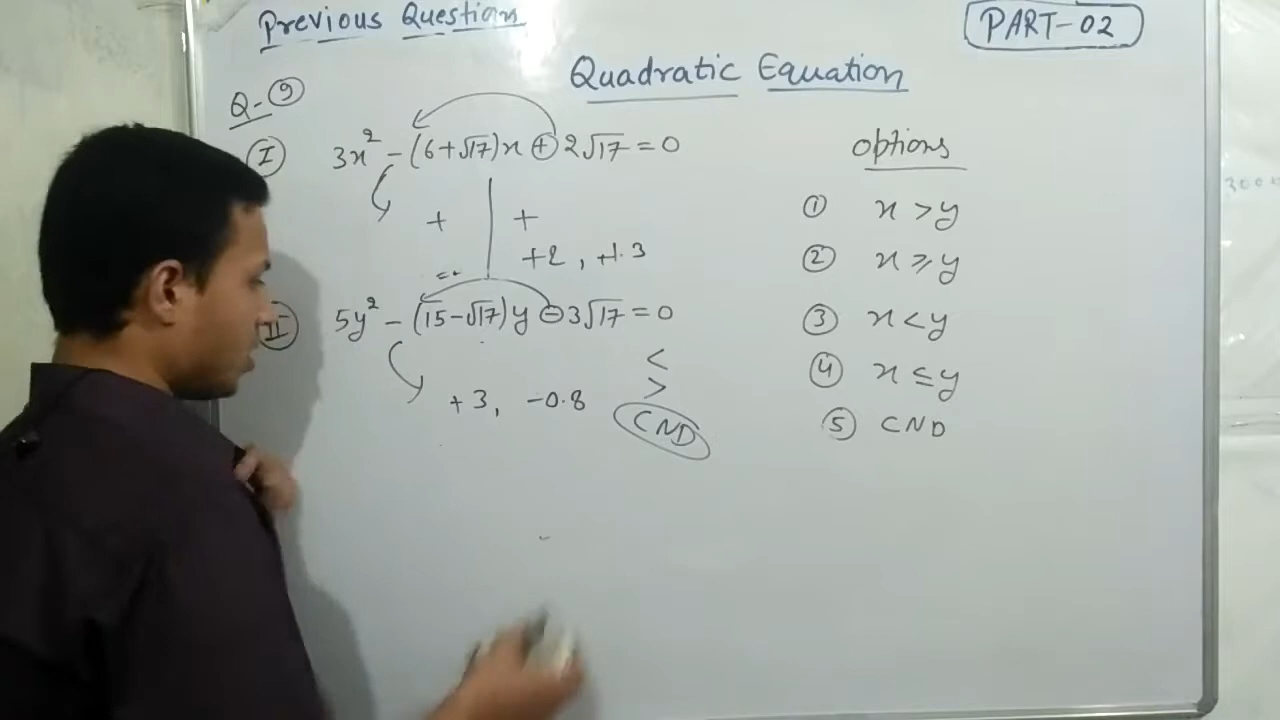 Previous Question
PART-02
Quadratic Equation
Q-⑨
Ⓘ 3x² - (6+√17)x + 2√17 = 0
+ | +
+2, +1.3
II 5y² - (15-√17)y - 3√17 = 0
+3, -0.8
<
>
CND
options
① x > y
② x ⩾ y
③ x < y
④ x ≤ y
⑤ CND